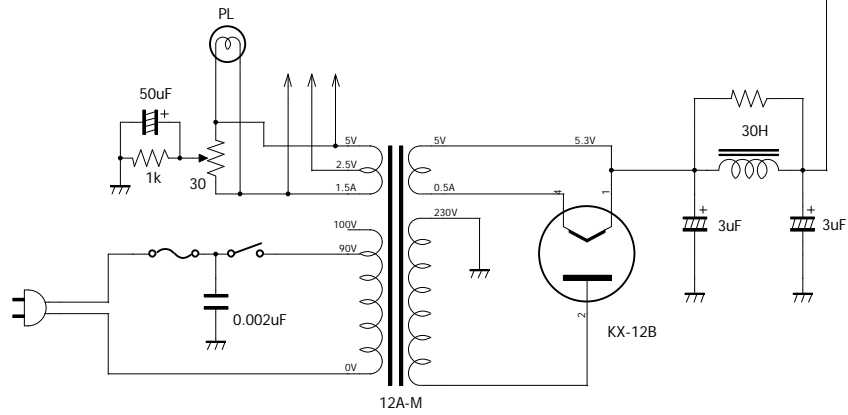 PL
50uF
+
1k
30
5V
2.5V
1.5A
100V
90V
0V
0.002uF
12A-M
5V
0.5A
230V
5.3V
4
1
2
KX-12B
30H
+
3uF
+
3uF